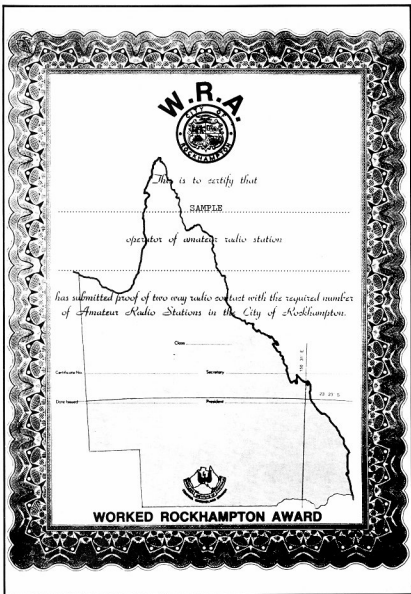 W.R.A.
CITY OF
ROCKHAMPTON
This is to certify that
SAMPLE
operator of amateur radio station
has submitted proof of two way radio contact with the required number
of Amateur Radio Stations in the City of Rockhampton.
Class
Certificate No.
Secretary
Date Issued
President
WORKED ROCKHAMPTON AWARD